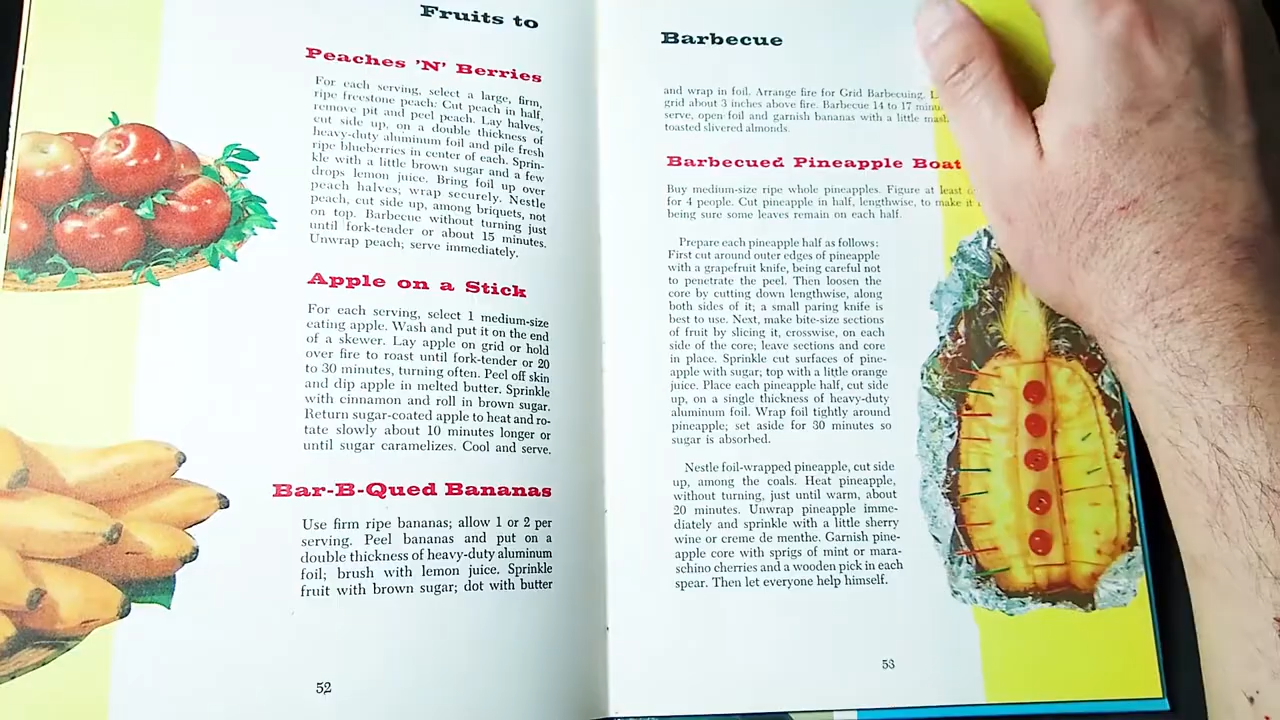 Fruits to
Peaches 'N' Berries
For each serving, select a large, firm,
ripe freestone peach. Cut peach in half,
remove pit and peel peach. Lay halves,
cut side up, on a double thickness of
heavy-duty aluminum foil and pile fresh
ripe blueberries in center of each. Sprin-
kle with a little brown sugar and a few
drops lemon juice. Bring foil up over
peach halves; wrap securely. Nestle
peach, cut side up, among briquets, not
on top. Barbecue without turning just
until fork-tender or about 15 minutes.
Unwrap peach; serve immediately.
Apple on a Stick
For each serving, select 1 medium-size
eating apple. Wash and put it on the end
of a skewer. Lay apple on grid or hold
over fire to roast until fork-tender or 20
to 30 minutes, turning often. Peel off skin
and dip apple in melted butter. Sprinkle
with cinnamon and roll in brown sugar.
Return sugar-coated apple to heat and ro-
tate slowly about 10 minutes longer or
until sugar caramelizes. Cool and serve.
Bar-B-Qued Bananas
Use firm ripe bananas; allow 1 or 2 per
serving. Peel bananas and put on a
double thickness of heavy-duty aluminum
foil; brush with lemon juice. Sprinkle
fruit with brown sugar; dot with butter
52
Barbecue
and wrap in foil. Arrange fire for Grid Barbecuing.
grid about 3 inches above fire. Barbecue 14 to 17
serve, open foil and garnish bananas with a little
toasted slivered almonds.
Barbecued Pineapple Boat
Buy medium-size ripe whole pineapples. Figure at least
for 4 people. Cut pineapple in half, lengthwise, to make it
being sure some leaves remain on each half.
Prepare each pineapple half as follows:
First cut around outer edges of pineapple
with a grapefruit knife, being careful not
to penetrate the peel. Then loosen the
core by cutting down lengthwise, along
both sides of it; a small paring knife is
best to use. Next, make bite-size sections
of fruit by slicing it, crosswise, on each
side of the core; leave sections and core
in place. Sprinkle cut surfaces of pine-
apple with sugar; top with a little orange
juice. Place each pineapple half, cut side
up, on a single thickness of heavy-duty
aluminum foil. Wrap foil tightly around
pineapple; set aside for 30 minutes so
sugar is absorbed.
Nestle foil-wrapped pineapple, cut side
up, among the coals. Heat pineapple,
without turning, just until warm, about
20 minutes. Unwrap pineapple imme-
diately and sprinkle with a little sherry
wine or creme de menthe. Garnish pine-
apple core with sprigs of mint or mara-
schino cherries and a wooden pick in each
spear. Then let everyone help himself.
53